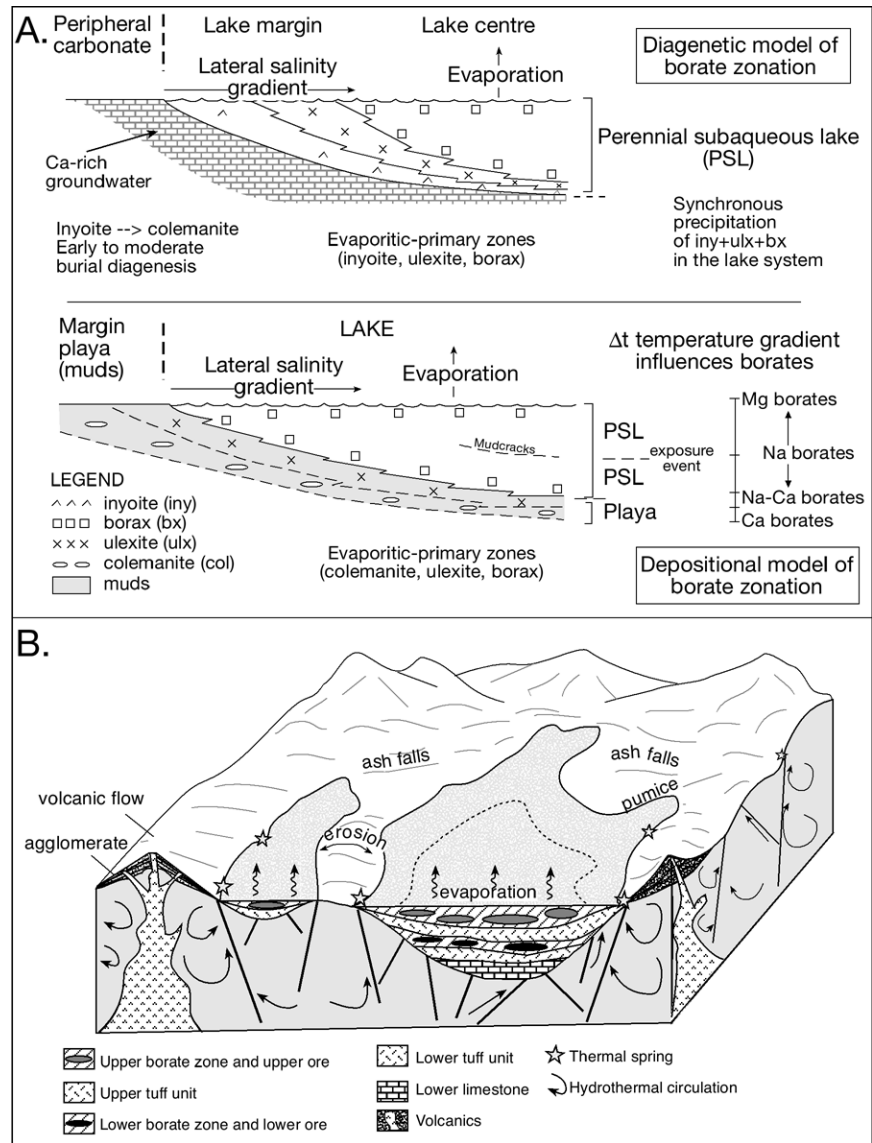 A.
Peripheral
carbonate
Lake margin
Lake centre
Diagenetic model of
borate zonation
Lateral salinity
gradient
Evaporation
Perennial subaqueous lake
(PSL)
Ca-rich
groundwater
Inyoite --> colemanite
Early to moderate
burial diagenesis
Evaporitic-primary zones
(inyoite, ulexite, borax)
Synchronous
precipitation
of iny+ulx+bx
in the lake system
Margin
playa
(muds)
LAKE
Lateral salinity
gradient
Evaporation
Δt temperature gradient
influences borates
Mudcracks
PSL
PSL
Playa
exposure
event
Mg borates
Na borates
Na-Ca borates
Ca borates
LEGEND
inyoite (iny)
borax (bx)
ulexite (ulx)
colemanite (col)
muds
Evaporitic-primary zones
(colemanite, ulexite, borax)
Depositional model of
borate zonation
B.
ash falls
ash falls
pumice
volcanic flow
agglomerate
erosion
evaporation
Upper borate zone and upper ore
Upper tuff unit
Lower borate zone and lower ore
Lower tuff unit
Lower limestone
Volcanics
Thermal spring
Hydrothermal circulation